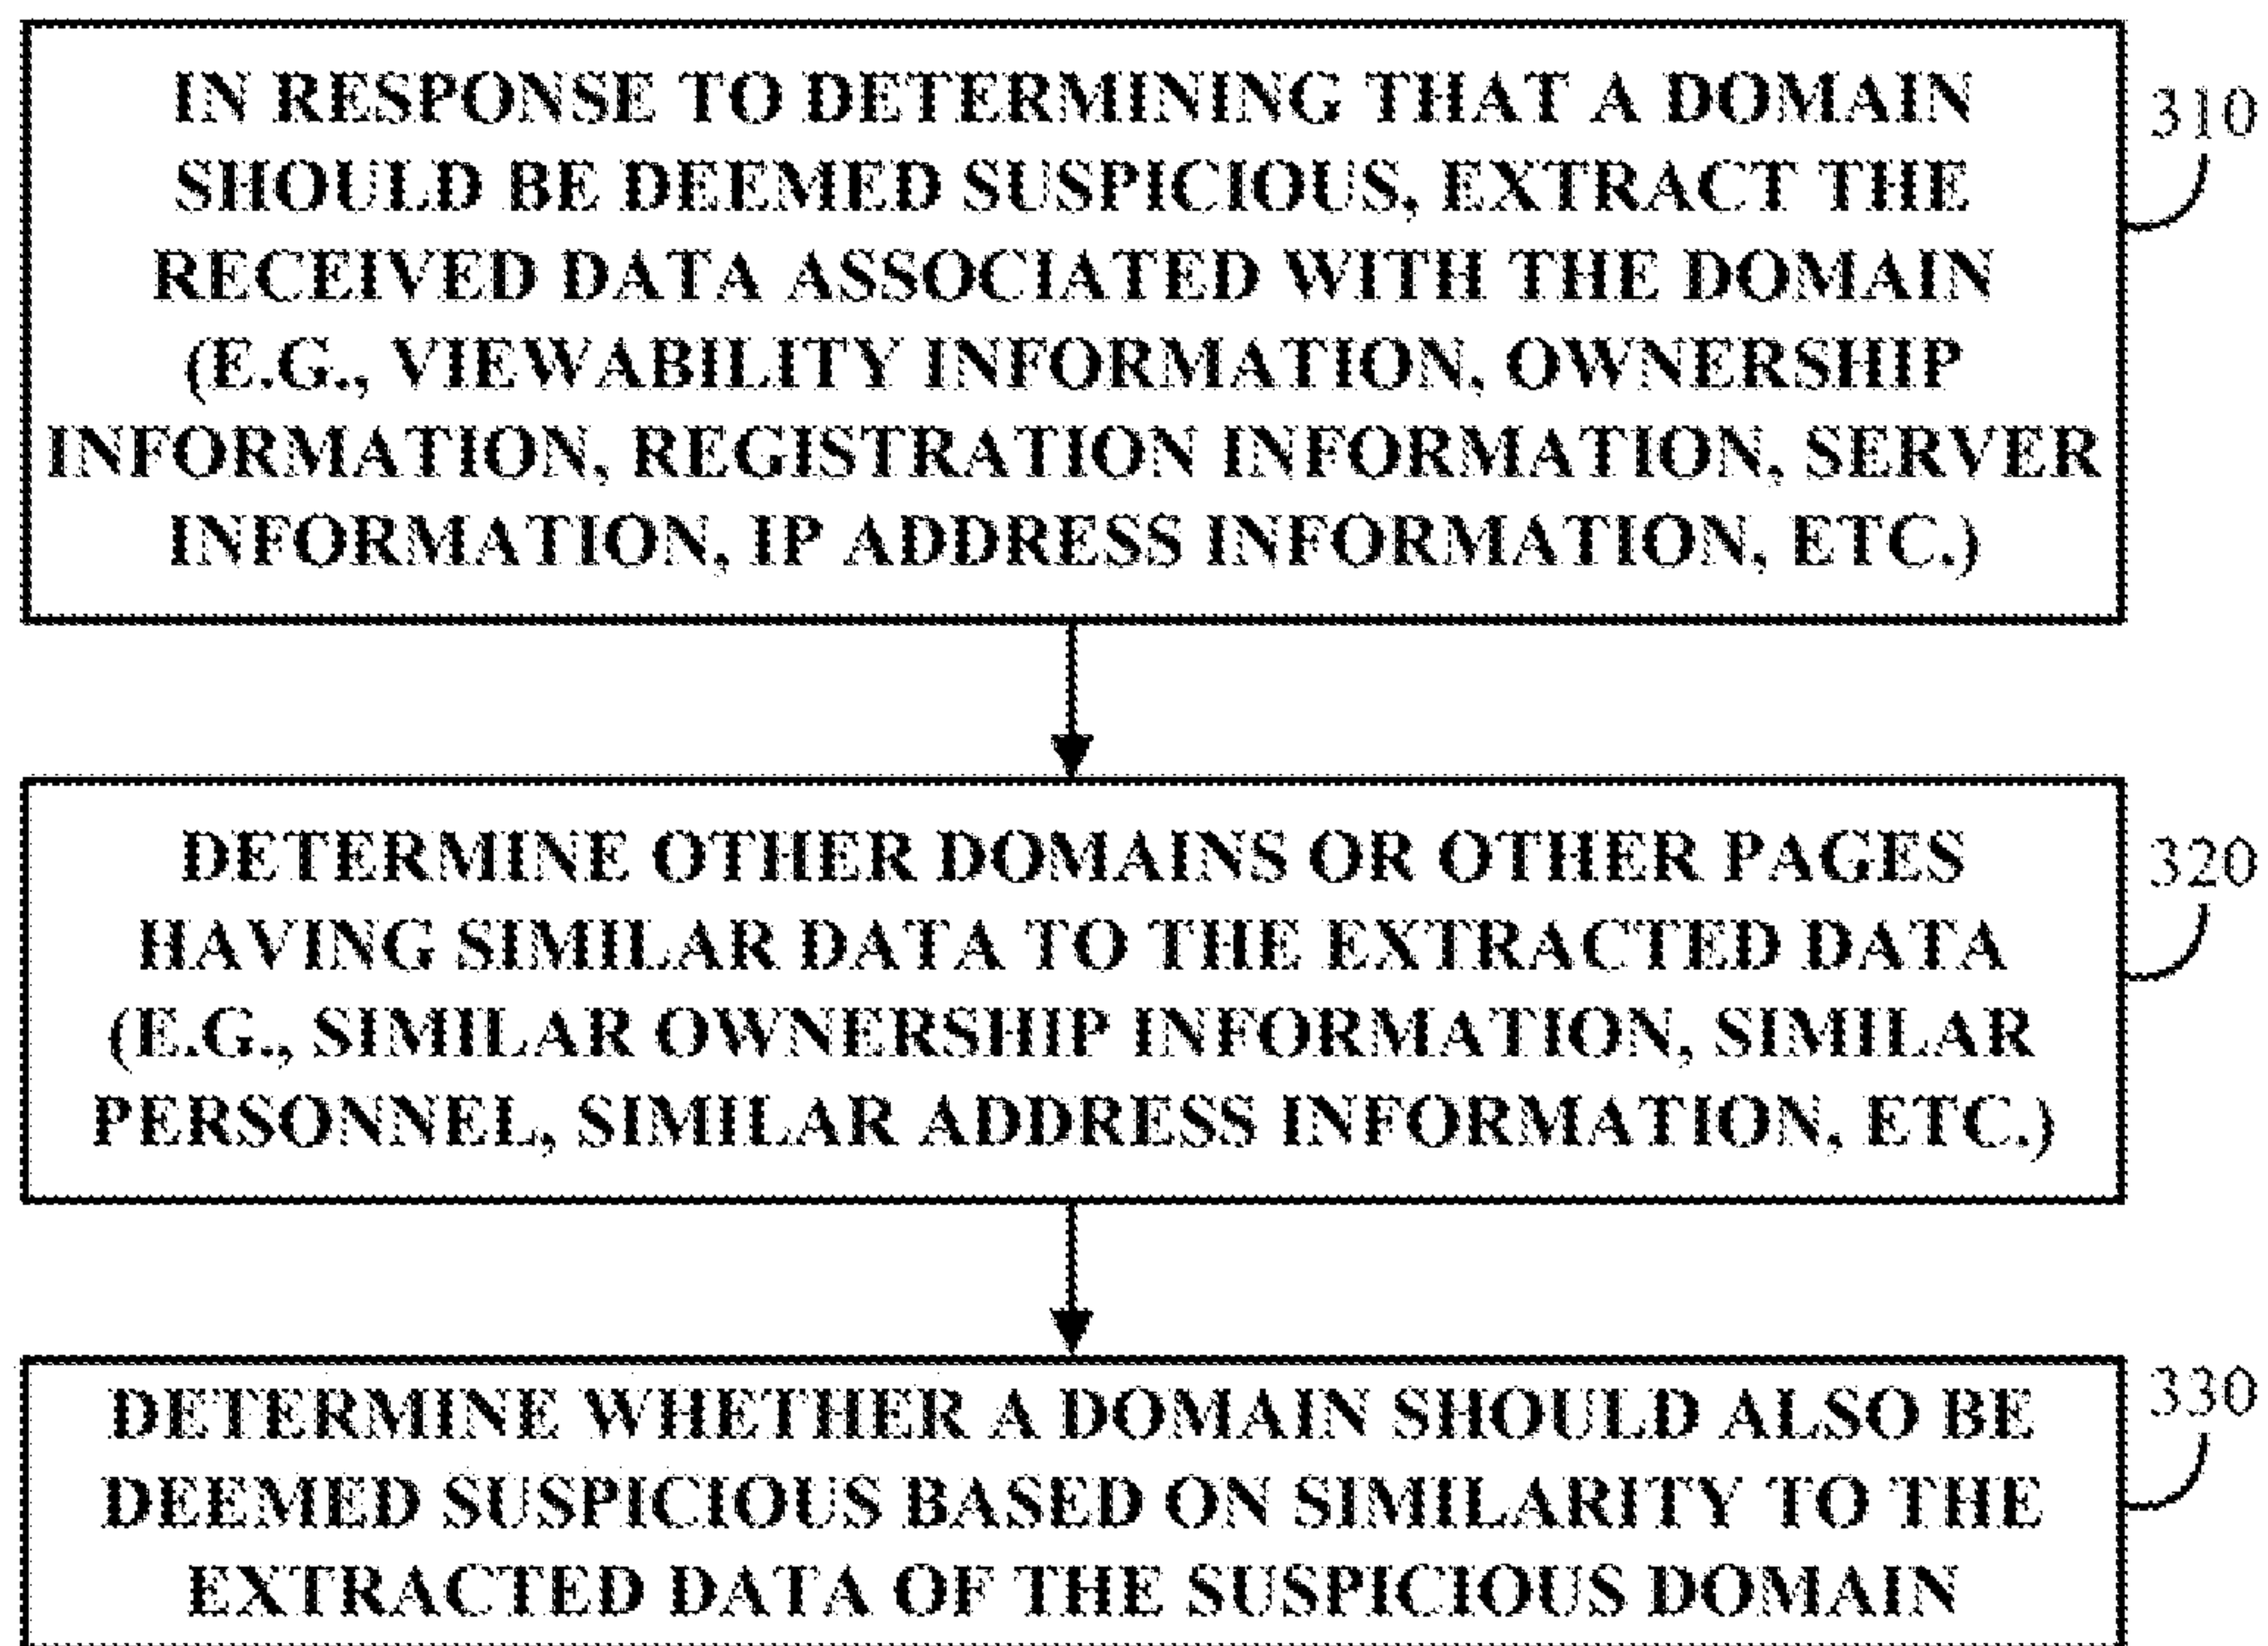 IN RESPONSE TO DETERMINING THAT A DOMAIN
SHOULD BE DEEMED SUSPICIOUS, EXTRACT THE
RECEIVED DATA ASSOCIATED WITH THE DOMAIN
(E.G., VIEWABILITY INFORMATION, OWNERSHIP
INFORMATION, REGISTRATION INFORMATION, SERVER
INFORMATION, IP ADDRESS INFORMATION, ETC.)
310
DETERMINE OTHER DOMAINS OR OTHER PAGES
HAVING SIMILAR DATA TO THE EXTRACTED DATA
(E.G., SIMILAR OWNERSHIP INFORMATION, SIMILAR
PERSONNEL, SIMILAR ADDRESS INFORMATION, ETC.)
320
DETERMINE WHETHER A DOMAIN SHOULD ALSO BE
DEEMED SUSPICIOUS BASED ON SIMILARITY TO THE
EXTRACTED DATA OF THE SUSPICIOUS DOMAIN
330